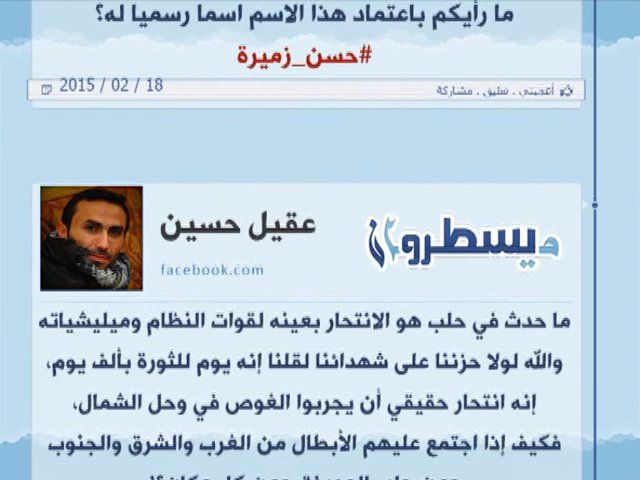 ما رأيكم باعتماد هذا الاسم اسما رسميا له؟
#حسن_زميرة
2015 / 02 / 18
أعجبني . تعليق . مشاركة
عقيل حسين
facebook.com
ما حدث في حلب هو الانتحار بعينه لقوات النظام وميليشياته
والله لولا حزننا على شهدائنا لقلنا إنه يوم للثورة بألف يوم،
إنه انتحار حقيقي أن يجربوا الغوص في وحل الشمال،
فكيف إذا اجتمع عليهم الأبطال من الغرب والشرق والجنوب